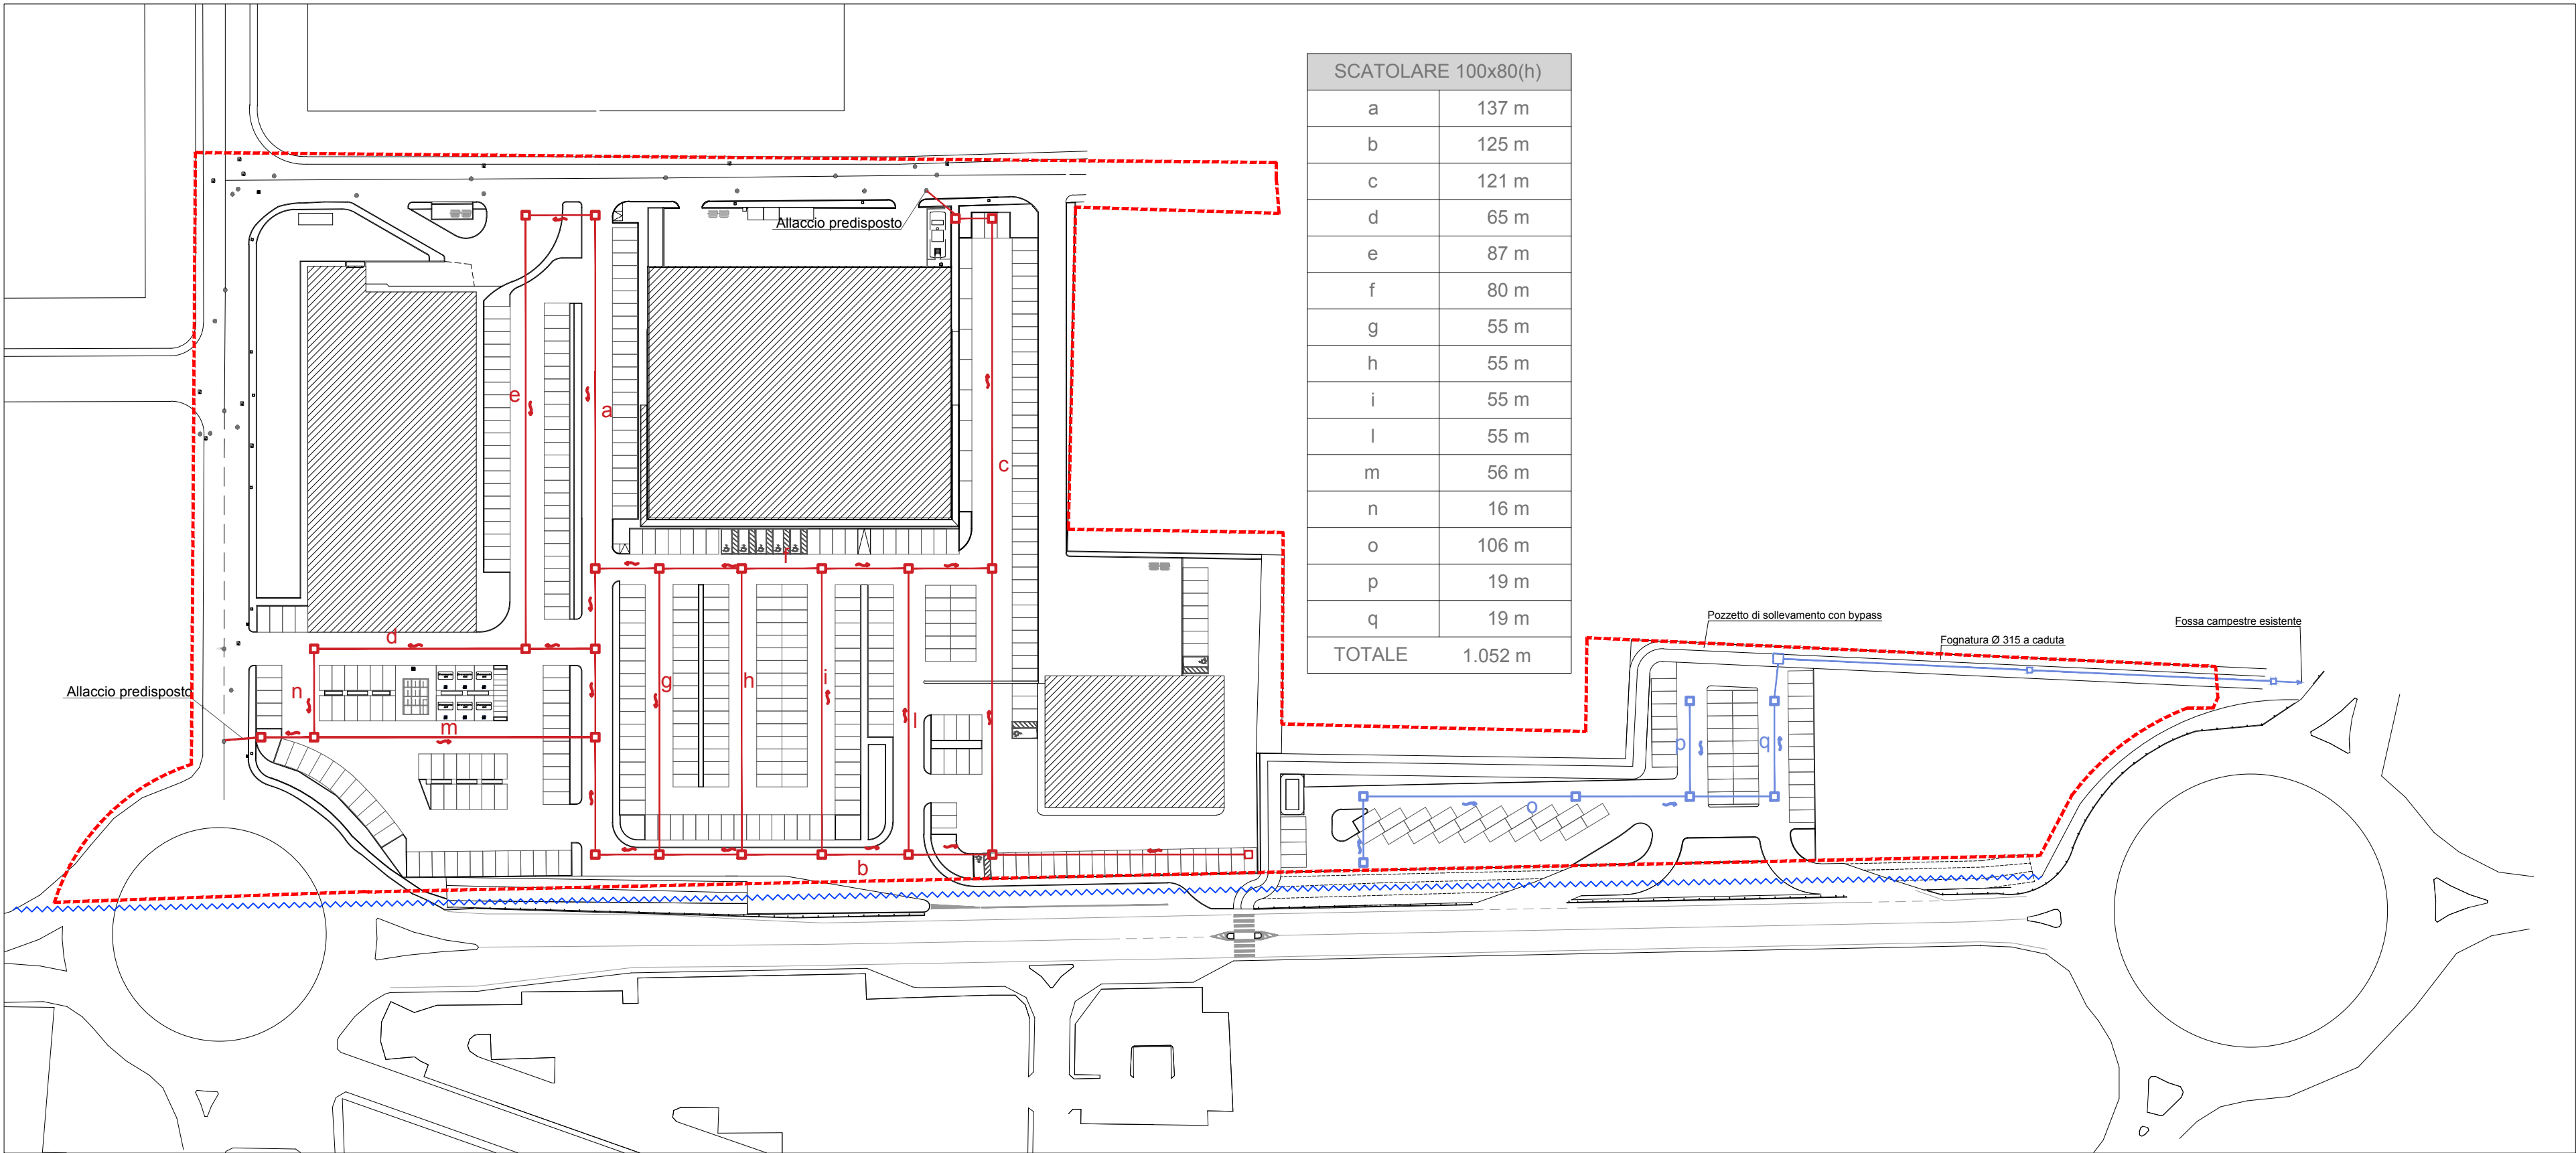 SCATOLARE 100x80(h)
a 137 m
b 125 m
c 121 m
d 65 m
e 87 m
f 80 m
g 55 m
h 55 m
i 55 m
l 55 m
m 56 m
n 16 m
o 106 m
p 19 m
q 19 m
TOTALE 1.052 m
Allaccio predisposto
e
a
c
f
Pozzetto di sollevamento con bypass
Fossa campestre esistente
Fognatura Ø 315 a caduta
d
Allaccio predisposto
n
g
h
i
l
m
p
q
o
b